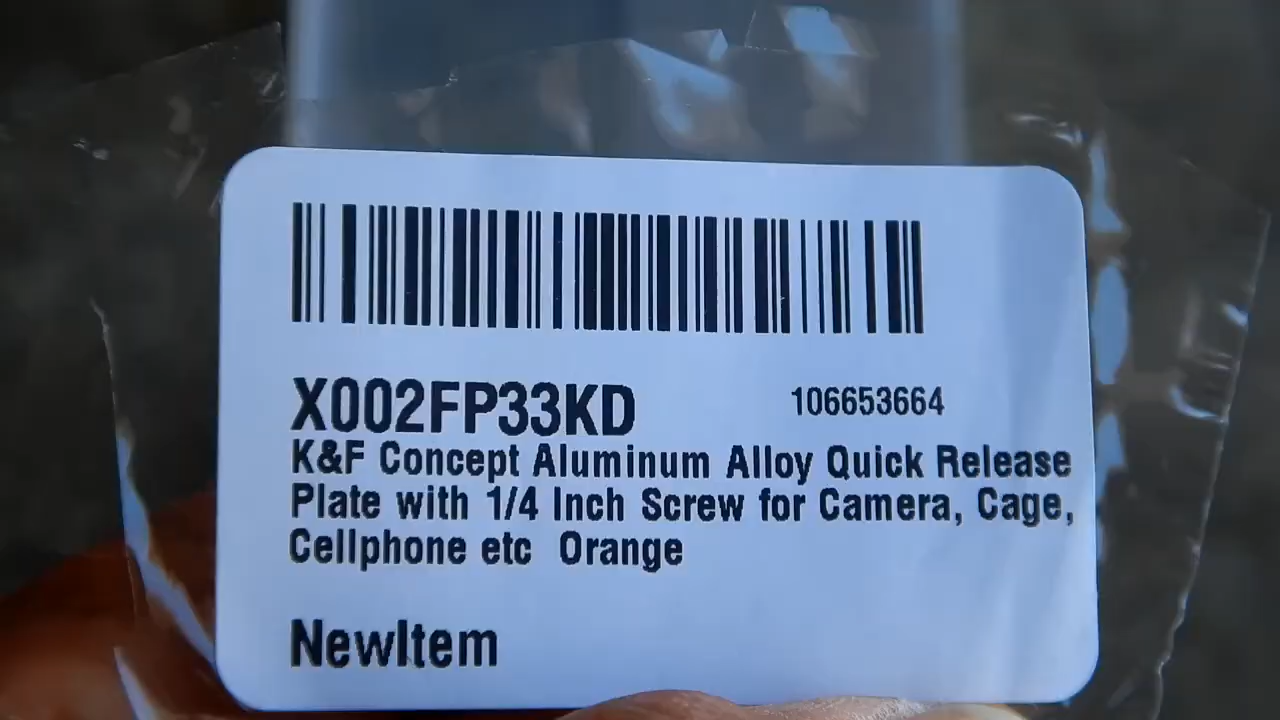 X002FP33KD 106653664
K&F Concept Aluminum Alloy Quick Release
Plate with 1/4 Inch Screw for Camera, Cage,
Cellphone etc  Orange
NewItem